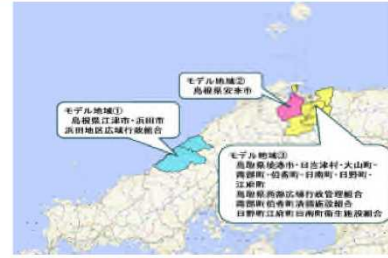 モデル地域②
島根県安来市
モデル地域①
島根県江津市・浜田市
浜田地区広域行政組合
モデル地域③
鳥取県境港市・日吉津村・大山町・
南部町・伯耆町・日南町・日野町・
江府町
鳥取県西部広域行政管理組合
南部町伯耆町清掃施設組合
日野町江府町日南町衛生施設組合